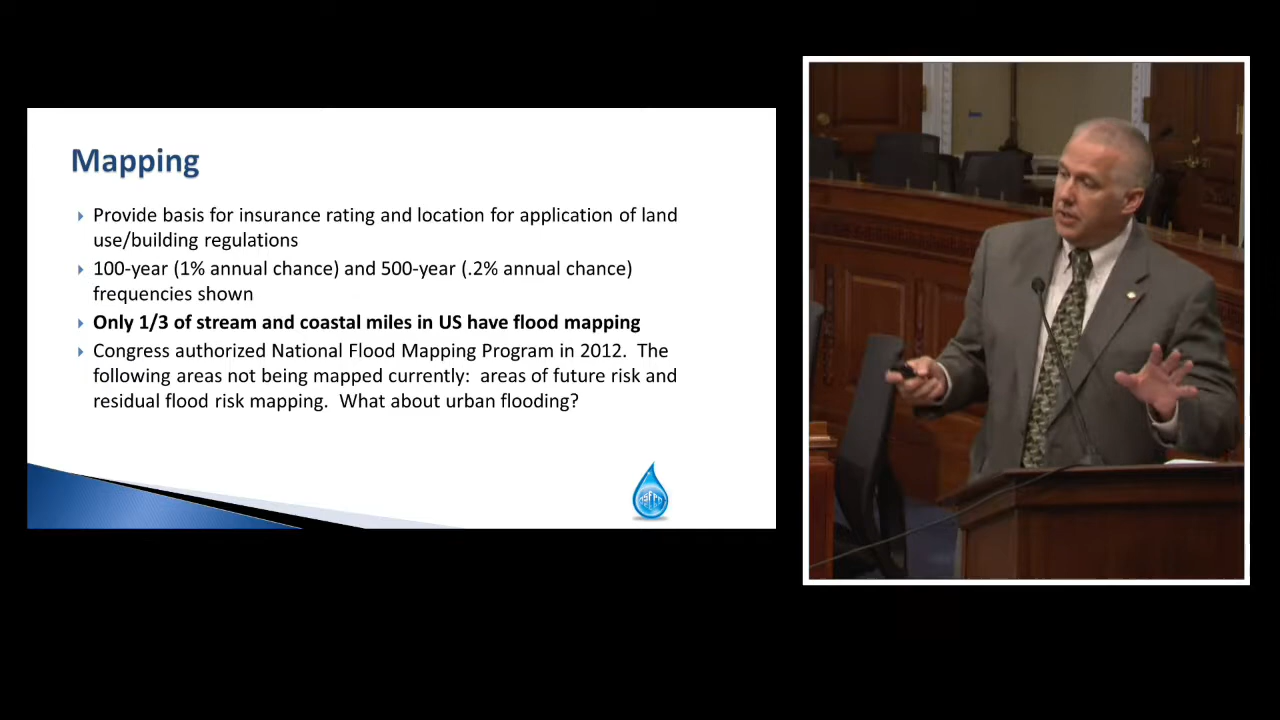 Mapping
Provide basis for insurance rating and location for application of land
use/building regulations
100-year (1% annual chance) and 500-year (.2% annual chance)
frequencies shown
Only 1/3 of stream and coastal miles in US have flood mapping
Congress authorized National Flood Mapping Program in 2012.  The
following areas not being mapped currently:  areas of future risk and
residual flood risk mapping.  What about urban flooding?